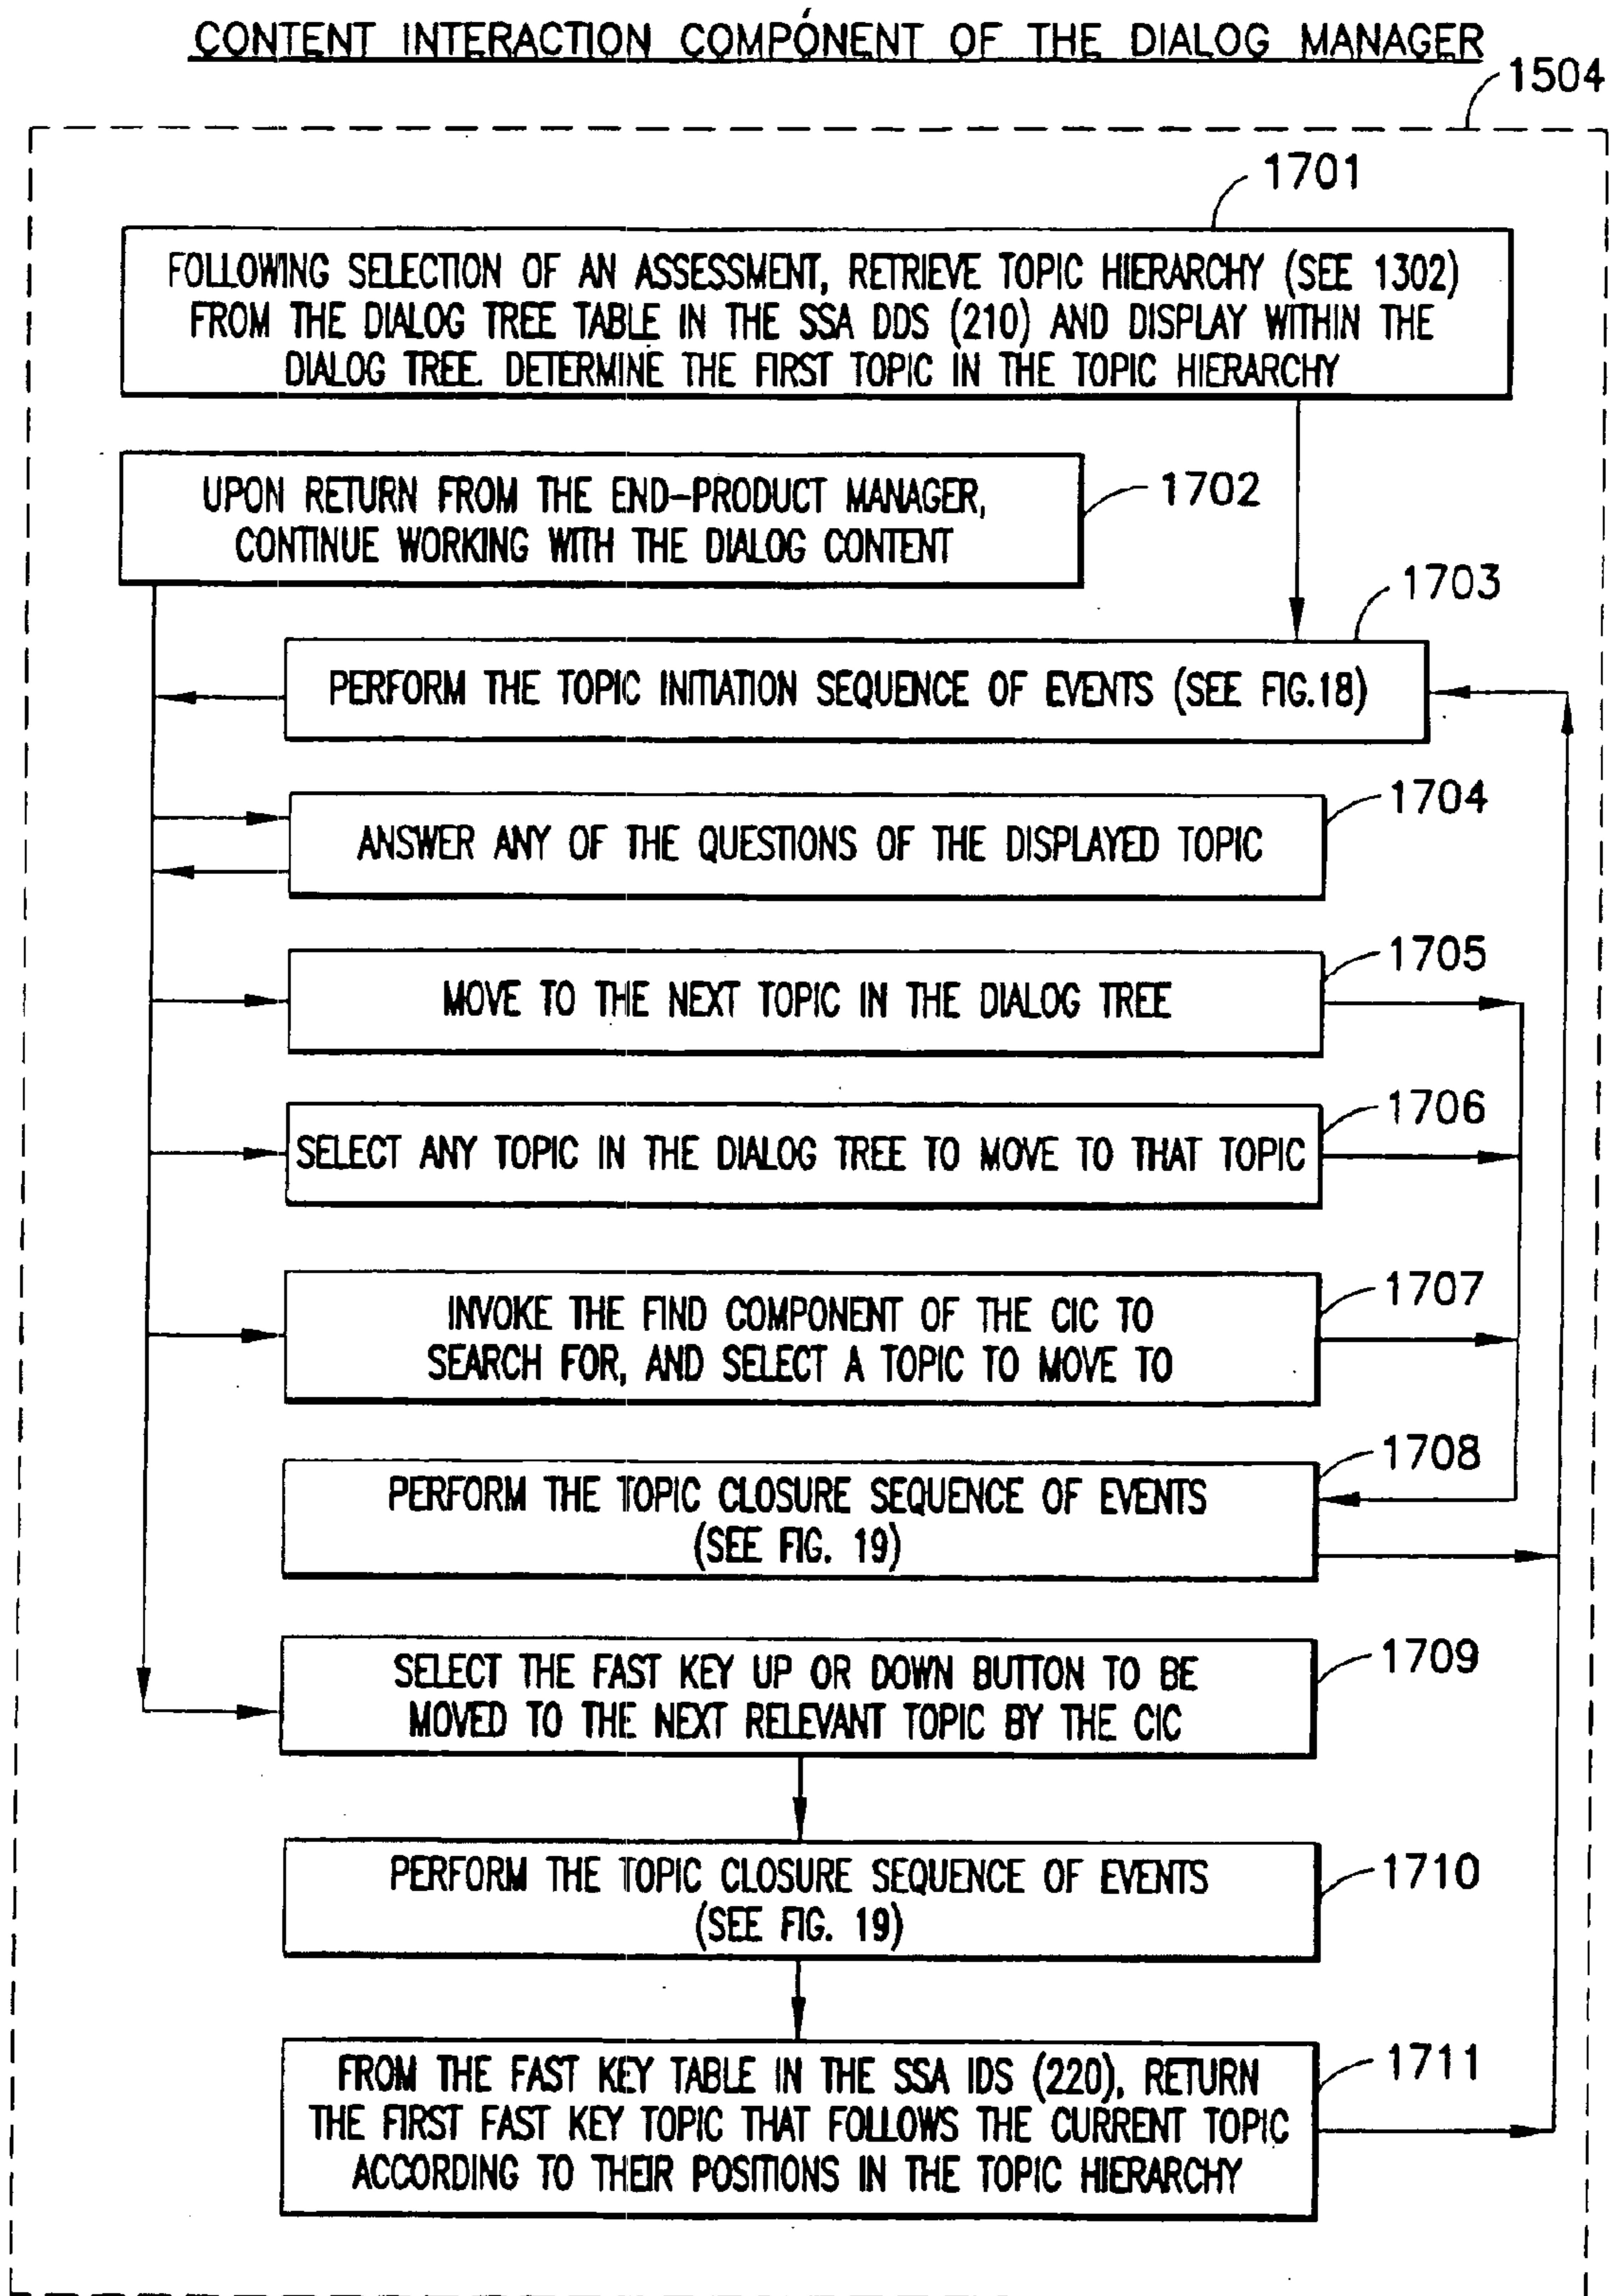 CONTENT INTERACTION COMPONENT OF THE DIALOG MANAGER
1504
1701
FOLLOWING SELECTION OF AN ASSESSMENT, RETRIEVE TOPIC HIERARCHY (SEE 1302)
FROM THE DIALOG TREE TABLE IN THE SSA DDS (210) AND DISPLAY WITHIN THE
DIALOG TREE. DETERMINE THE FIRST TOPIC IN THE TOPIC HIERARCHY
UPON RETURN FROM THE END-PRODUCT MANAGER,
CONTINUE WORKING WITH THE DIALOG CONTENT
1702
1703
PERFORM THE TOPIC INITIATION SEQUENCE OF EVENTS (SEE FIG.18)
1704
ANSWER ANY OF THE QUESTIONS OF THE DISPLAYED TOPIC
1705
MOVE TO THE NEXT TOPIC IN THE DIALOG TREE
1706
SELECT ANY TOPIC IN THE DIALOG TREE TO MOVE TO THAT TOPIC
1707
INVOKE THE FIND COMPONENT OF THE CIC TO
SEARCH FOR, AND SELECT A TOPIC TO MOVE TO
1708
PERFORM THE TOPIC CLOSURE SEQUENCE OF EVENTS
(SEE FIG. 19)
1709
SELECT THE FAST KEY UP OR DOWN BUTTON TO BE
MOVED TO THE NEXT RELEVANT TOPIC BY THE CIC
1710
PERFORM THE TOPIC CLOSURE SEQUENCE OF EVENTS
(SEE FIG. 19)
1711
FROM THE FAST KEY TABLE IN THE SSA IDS (220), RETURN
THE FIRST FAST KEY TOPIC THAT FOLLOWS THE CURRENT TOPIC
ACCORDING TO THEIR POSITIONS IN THE TOPIC HIERARCHY